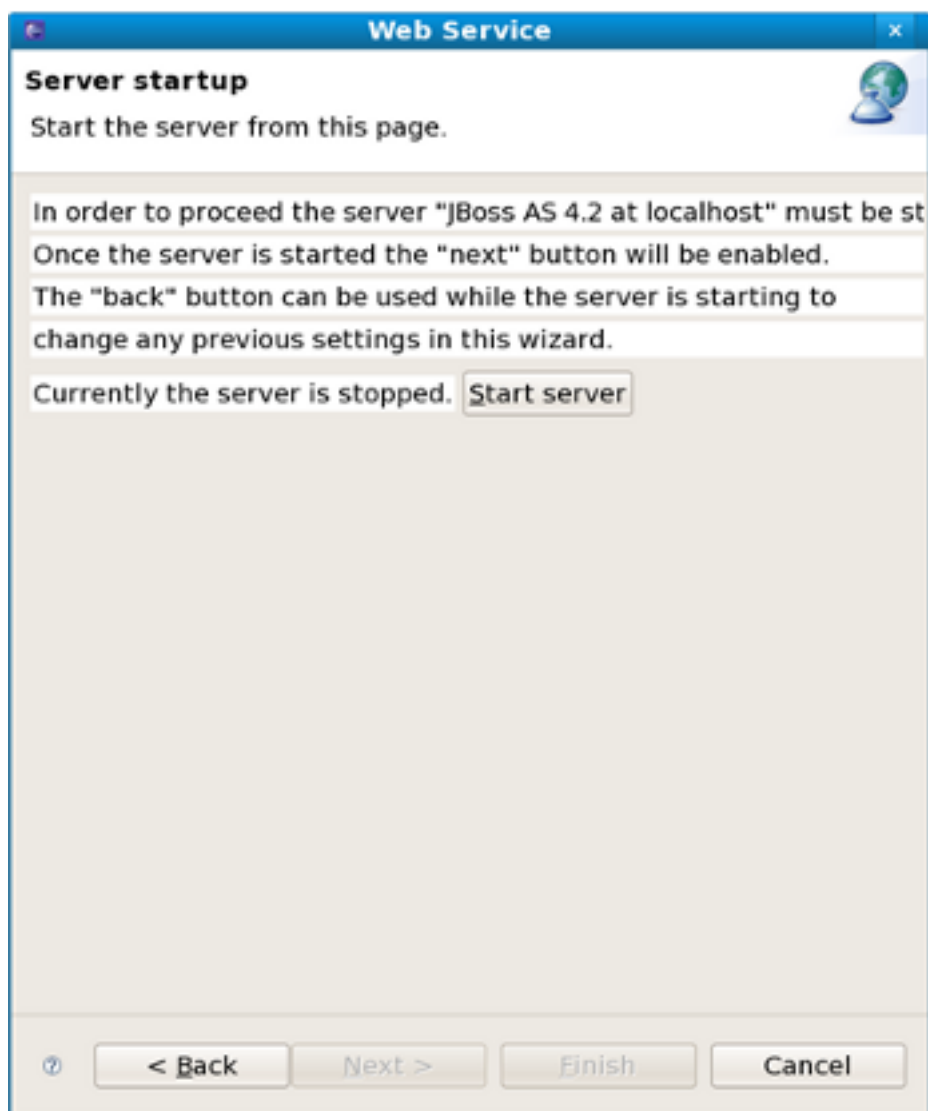 Web Service
Server startup
Start the server from this page.
In order to proceed the server "JBoss AS 4.2 at localhost" must be st
Once the server is started the "next" button will be enabled.
The "back" button can be used while the server is starting to
change any previous settings in this wizard.
Currently the server is stopped. Start server
< Back Next > Finish Cancel